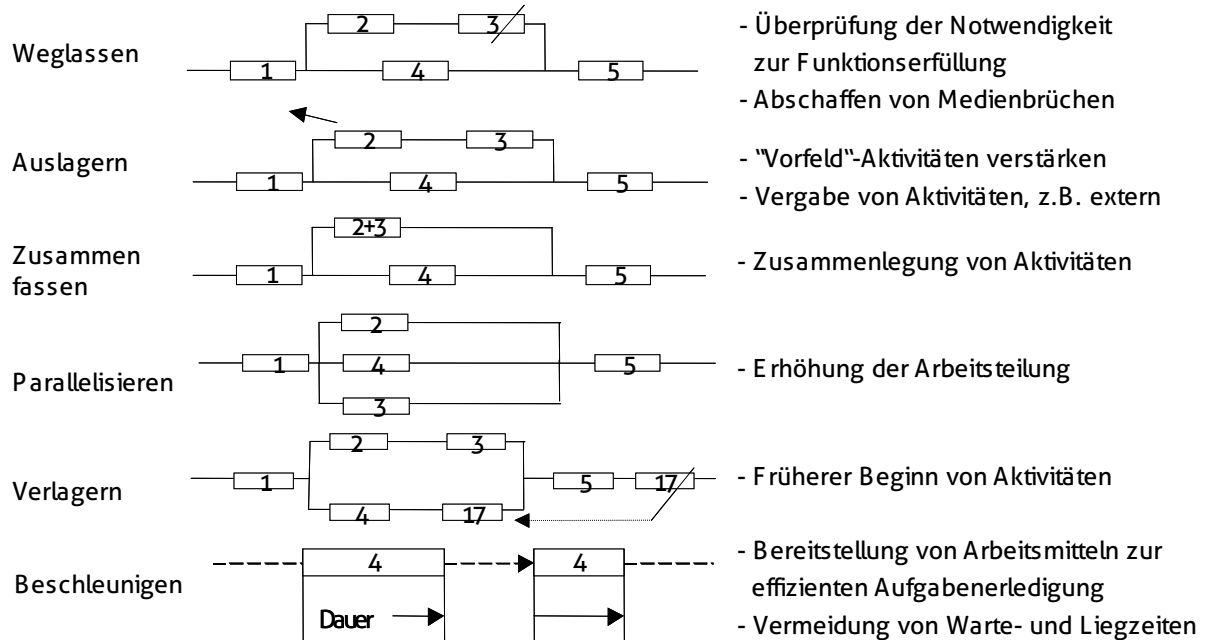 Weglassen
2
3
1
4
5
- Überprüfung der Notwendigkeit
zur Funktionserfüllung
- Abschaffen von Medienbrüchen
Auslagern
2
3
1
4
5
- "Vorfeld"-Aktivitäten verstärken
- Vergabe von Aktivitäten, z.B. extern
Zusammen
fassen
2+3
1
4
5
- Zusammenlegung von Aktivitäten
Parallelisieren
2
1
4
5
3
- Erhöhung der Arbeitsteilung
Verlagern
2
3
1
5
17
4
17
- Früherer Beginn von Aktivitäten
Beschleunigen
4
4
Dauer
- Bereitstellung von Arbeitsmitteln zur
effizienten Aufgabenerledigung
- Vermeidung von Warte- und Liegzeiten